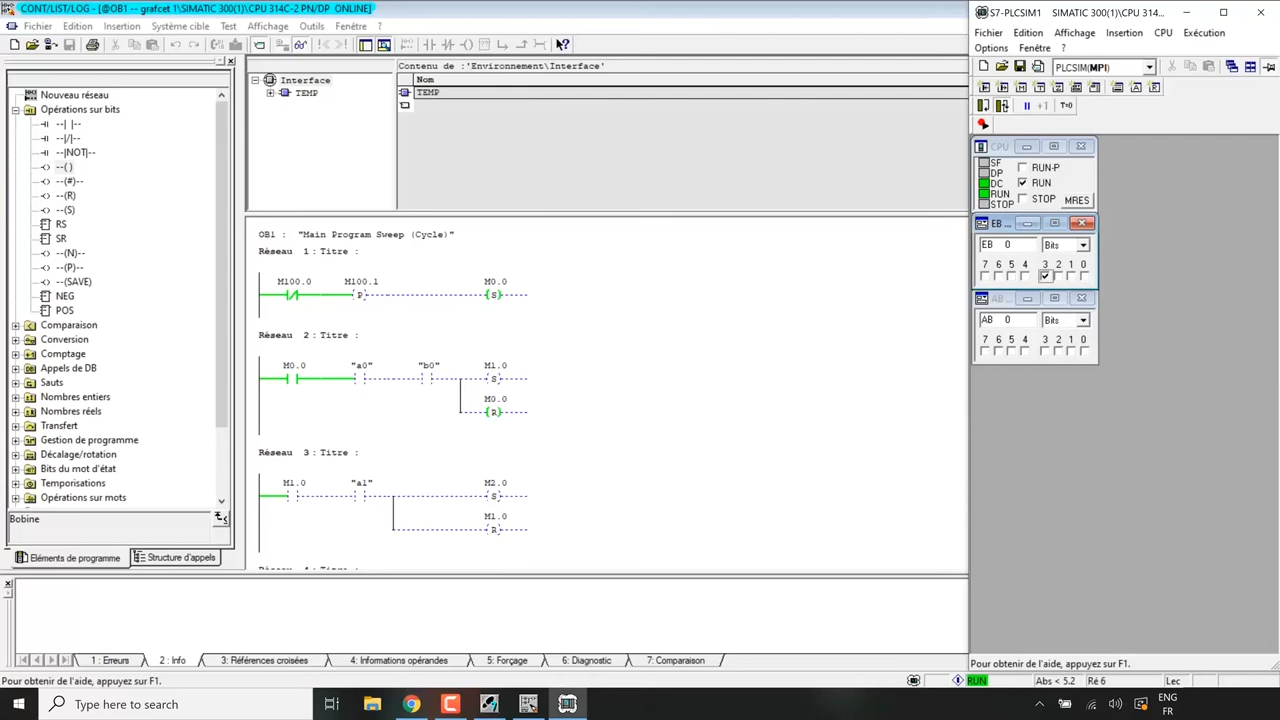 CONT/LIST/LOG - [@OB1 -- grafcet 1\SIMATIC 300(1)\CPU 314C-2 PN/DP ONLINE]
Fichier Edition Insertion Système cible Test Affichage Outils Fenêtre ?
Nouveau réseau
Opérations sur bits
--| |--
--|/|--
--|NOT|--
--( )
--(#)--
--(R)
--(S)
RS
SR
--(N)--
--(P)--
--(SAVE)
NEG
POS
Comparaison
Conversion
Comptage
Appels de DB
Sauts
Nombres entiers
Nombres réels
Transfert
Gestion de programme
Décalage/rotation
Bits du mot d'état
Temporisations
Opérations sur mots
Bobine
Eléments de programme Structure d'appels
Interface
TEMP
Contenu de :'Environnement\Interface'
Nom
TEMP
OB1 : "Main Program Sweep (Cycle)"
Réseau 1 : Titre :
M100.0 M100.1 M0.0
P S
Réseau 2 : Titre :
M0.0 "a0" "b0" M1.0
S
M0.0
R
Réseau 3 : Titre :
M1.0 "a1" M2.0
S
M1.0
R
Réseau 4 : Titre :
1 : Erreurs 2 : Info 3: Références croisées 4: Informations opérandes 5: Forçage 6: Diagnostic 7: Comparaison
Pour obtenir de l'aide, appuyez sur F1.
RUN Abs < 5.2 Ré 6 Lec
S7-PLCSIM1 SIMATIC 300(1)\CPU 314...
Fichier Edition Affichage Insertion CPU Exécution
Options Fenêtre ?
PLCSIM(MPI)
+1 T=0
CPU
SF
DP
DC
RUN
STOP
RUN-P
RUN
STOP MRES
EB ...
EB 0 Bits
7 6 5 4 3 2 1 0
AB ...
AB 0 Bits
7 6 5 4 3 2 1 0
Pour obtenir de l'aide, appuyez sur F1.
Type here to search
ENG
FR